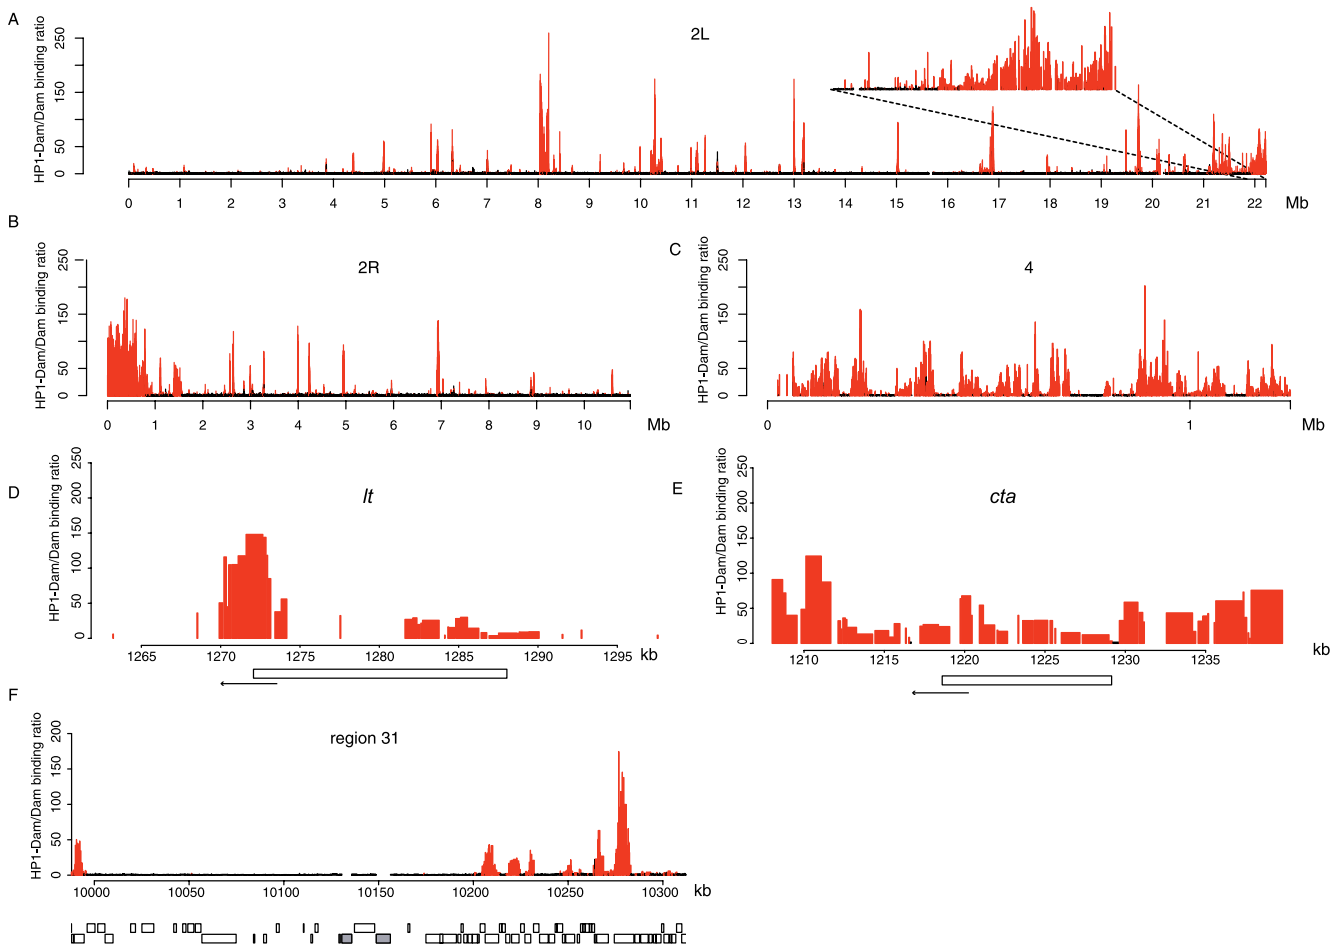 A
2L
HP1-Dam/Dam binding ratio
0 50 150 250
0 1 2 3 4 5 6 7 8 9 10 11 12 13 14 15 16 17 18 19 20 21 22 Mb
B
2R
HP1-Dam/Dam binding ratio
0 50 150 250
0 1 2 3 4 5 6 7 8 9 10 Mb
C
4
HP1-Dam/Dam binding ratio
0 50 150 250
0 1 Mb
D
lt
HP1-Dam/Dam binding ratio
0 50 100 150 200 250
1265 1270 1275 1280 1285 1290 1295 kb
E
cta
HP1-Dam/Dam binding ratio
0 50 100 150 200 250
1210 1215 1220 1225 1230 1235 kb
F
region 31
HP1-Dam/Dam binding ratio
0 50 100 150 200
10000 10050 10100 10150 10200 10250 10300 kb